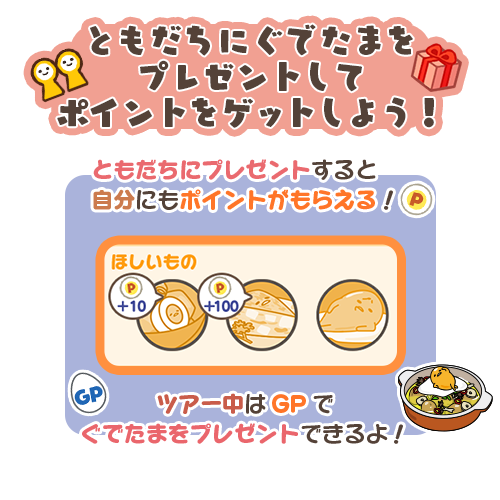 ともだちにぐでたまを
プレゼントして
ポイントをゲットしよう！
ともだちにプレゼントすると
自分にもポイントがもらえる！
P
ほしいもの
P
+10
P
+100
GP
ツアー中は GP で
ぐでたまをプレゼントできるよ！